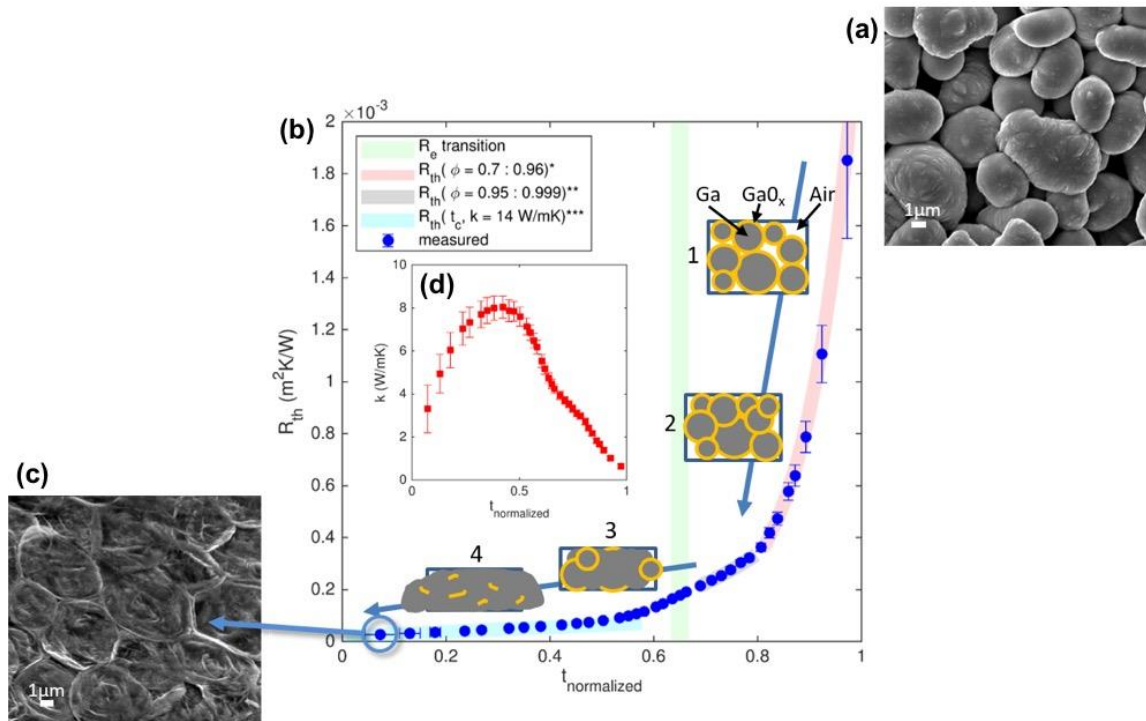 (a)
1μm
×10⁻³
(b)
2
1.8
1.6
1.4
1.2
1
0.8
0.6
0.4
0.2
0
R_th (m²K/W)
R_e transition
R_th( ϕ = 0.7 : 0.96)*
R_th( ϕ = 0.95 : 0.999)**
R_th( t_c, k = 14 W/mK)***
measured
Ga
Ga0ₓ
Air
1
2
3
4
(d)
10
8
6
4
2
0
k (W/mK)
0
0.5
1
t_normalized
(c)
1μm
0
0.2
0.4
0.6
0.8
1
t_normalized